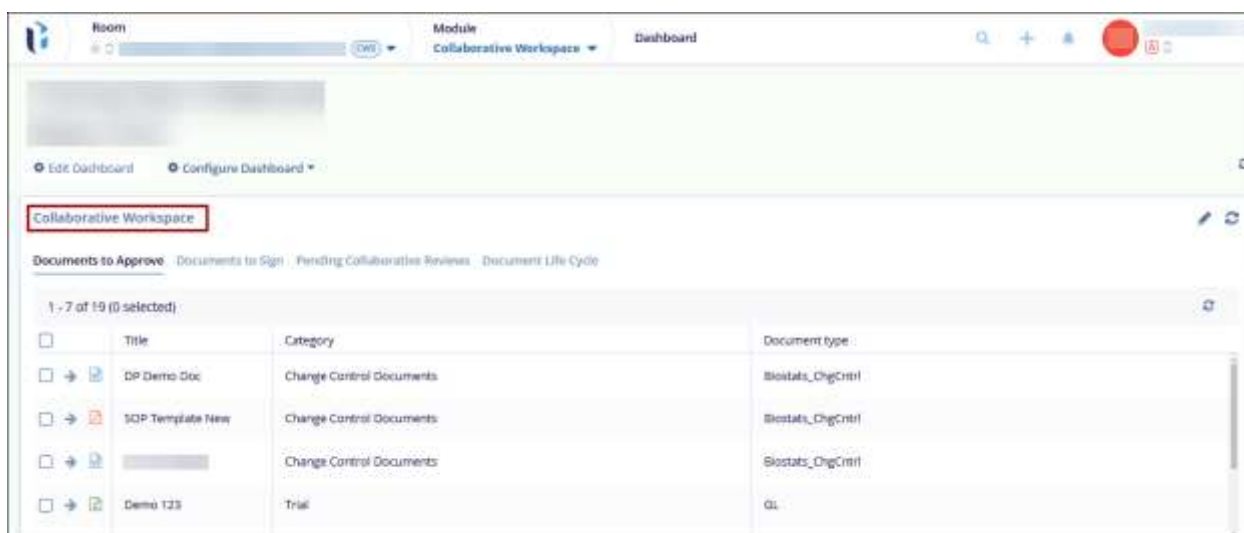 Room Module
CWS Collaborative Workspace Dashboard
Edit Dashboard Configure Dashboard
Collaborative Workspace
Documents to Approve Documents to Sign Pending Collaborative Reviews Document Life Cycle
1 - 7 of 19 (0 selected)
Title Category Document type
DP Demo Doc Change Control Documents Biostats_ChgCntrl
SOP Template New Change Control Documents Biostats_ChgCntrl
Change Control Documents Biostats_ChgCntrl
Demo 123 Trial